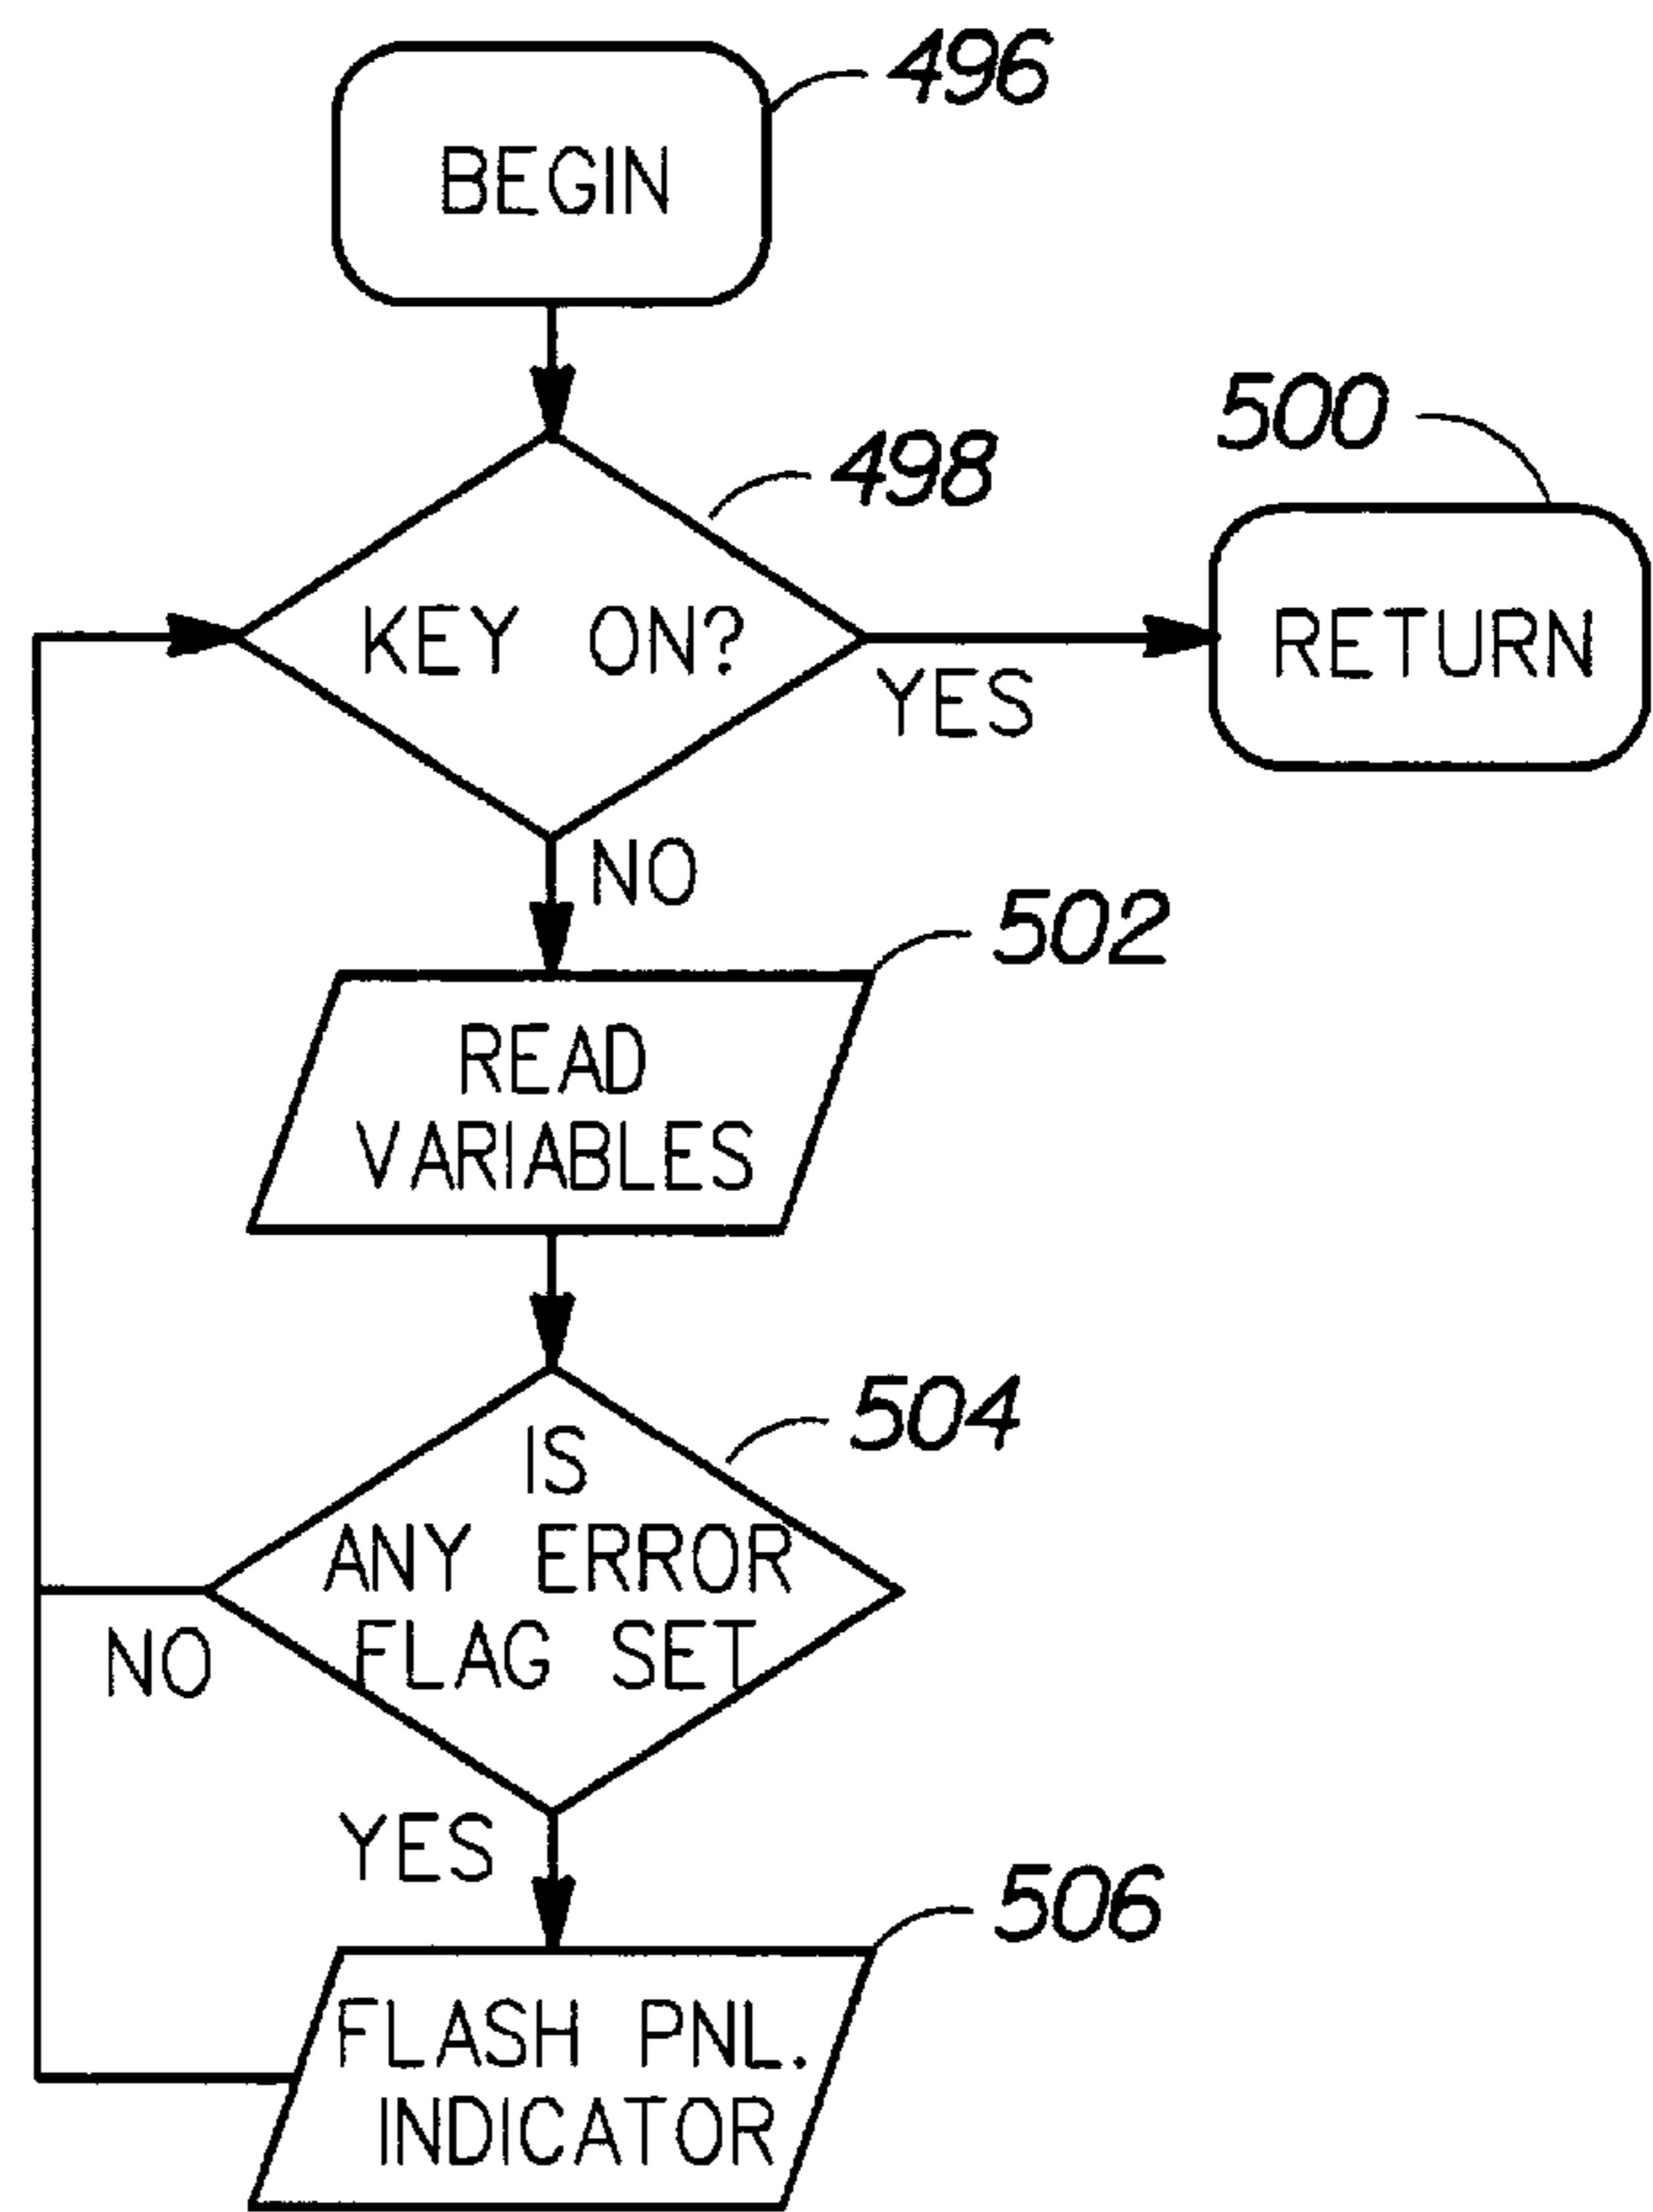 BEGIN
496
KEY ON?
498
YES
500
RETURN
NO
502
READ
VARIABLES
504
IS
ANY ERROR
FLAG SET
NO
YES
506
FLASH PNL.
INDICATOR